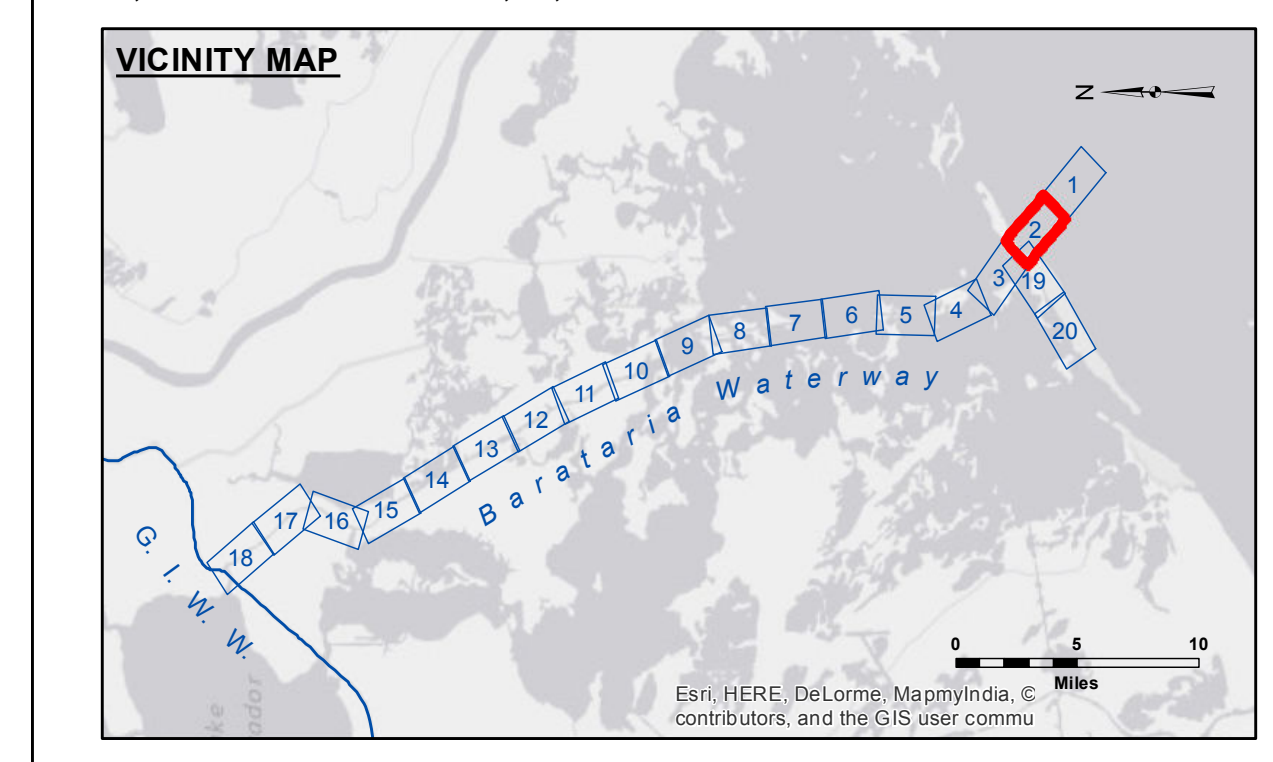 VICINITY MAP
N
1
2
3
19
4
5
6
7
8
20
9
10
11
12
13
14
15
16
17
18
Barataria Waterway
G. I. W. W.
0 5 10
Miles
Esri, HERE, DeLorme, MapmyIndia, ©
contributors, and the GIS user commu
ke
ador